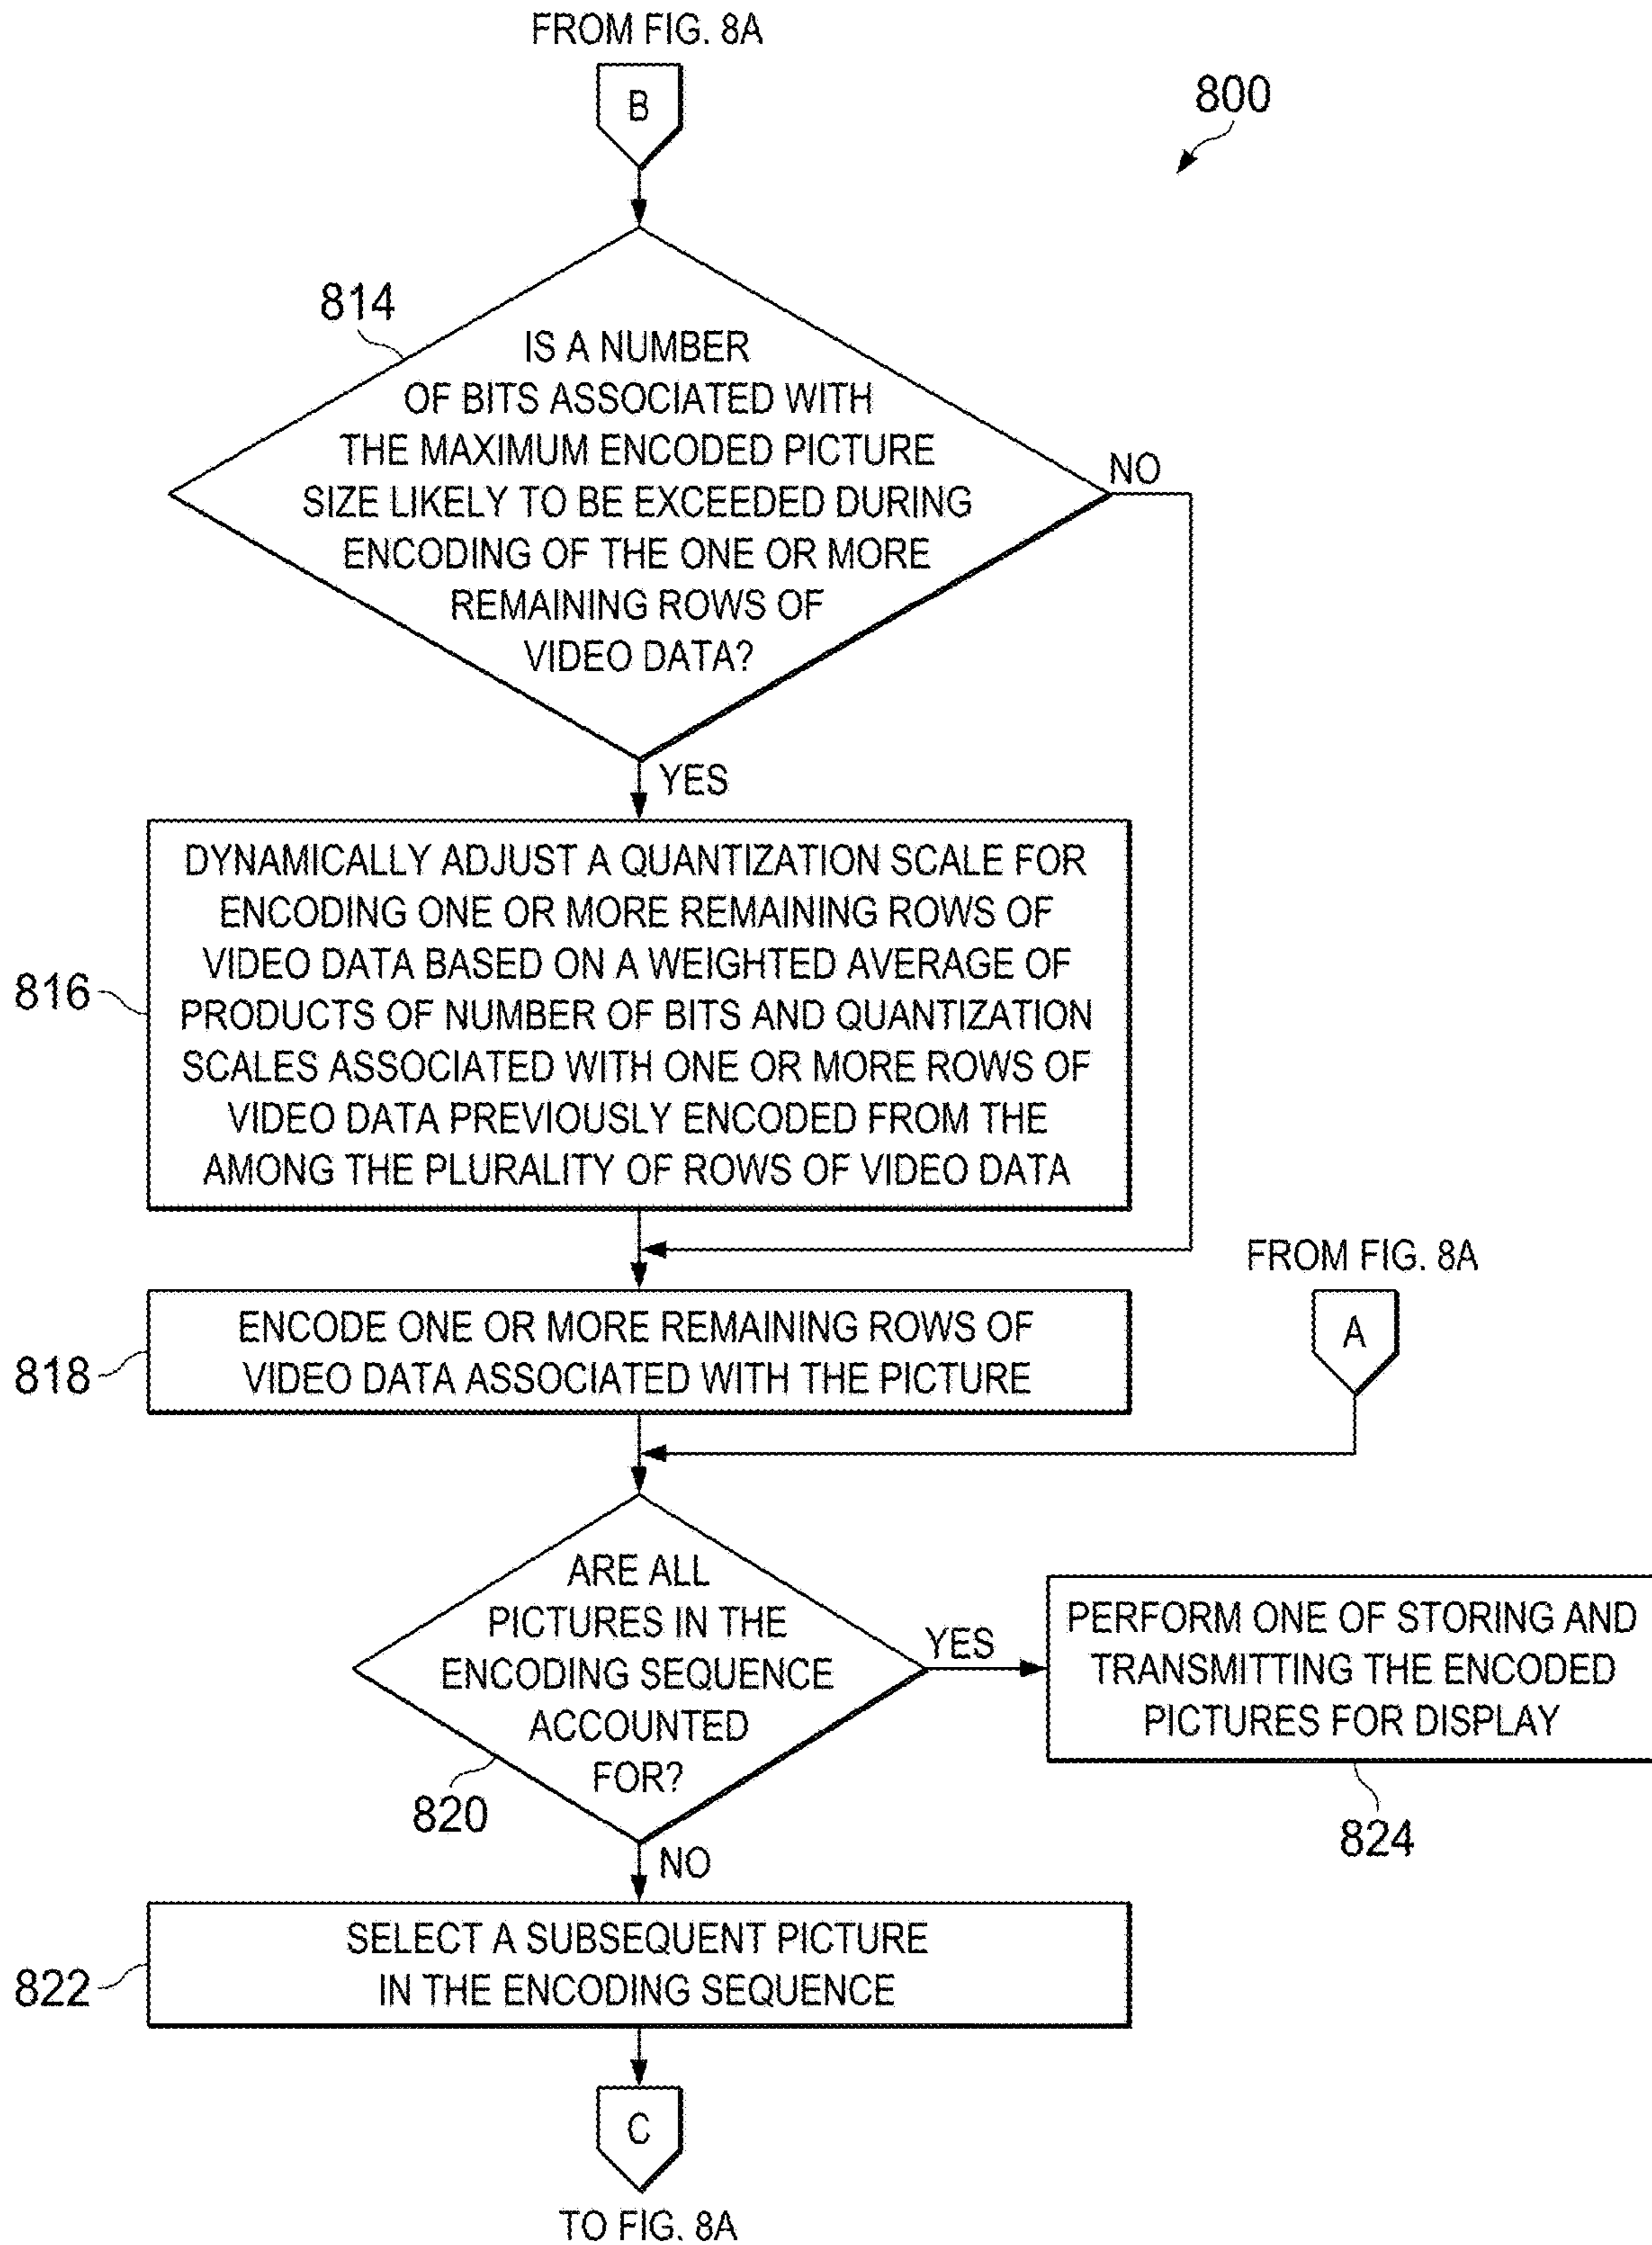 FROM FIG. 8A
B
800
814
IS A NUMBER
OF BITS ASSOCIATED WITH
THE MAXIMUM ENCODED PICTURE
SIZE LIKELY TO BE EXCEEDED DURING
ENCODING OF THE ONE OR MORE
REMAINING ROWS OF
VIDEO DATA?
NO
YES
816
DYNAMICALLY ADJUST A QUANTIZATION SCALE FOR
ENCODING ONE OR MORE REMAINING ROWS OF
VIDEO DATA BASED ON A WEIGHTED AVERAGE OF
PRODUCTS OF NUMBER OF BITS AND QUANTIZATION
SCALES ASSOCIATED WITH ONE OR MORE ROWS OF
VIDEO DATA PREVIOUSLY ENCODED FROM THE
AMONG THE PLURALITY OF ROWS OF VIDEO DATA
FROM FIG. 8A
A
818
ENCODE ONE OR MORE REMAINING ROWS OF
VIDEO DATA ASSOCIATED WITH THE PICTURE
ARE ALL
PICTURES IN THE
ENCODING SEQUENCE
ACCOUNTED
FOR?
820
YES
PERFORM ONE OF STORING AND
TRANSMITTING THE ENCODED
PICTURES FOR DISPLAY
824
NO
822
SELECT A SUBSEQUENT PICTURE
IN THE ENCODING SEQUENCE
C
TO FIG. 8A